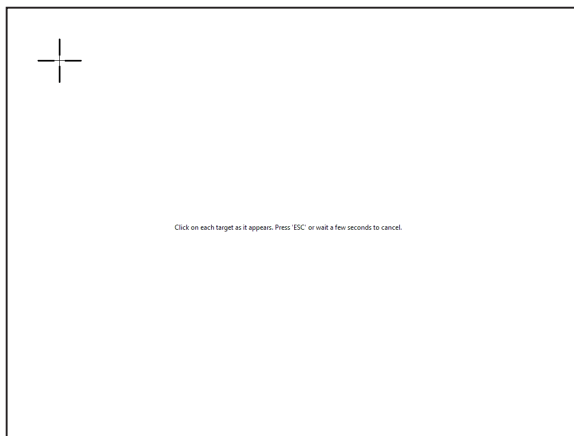 Click on each target as it appears. Press 'ESC' or wait a few seconds to cancel.